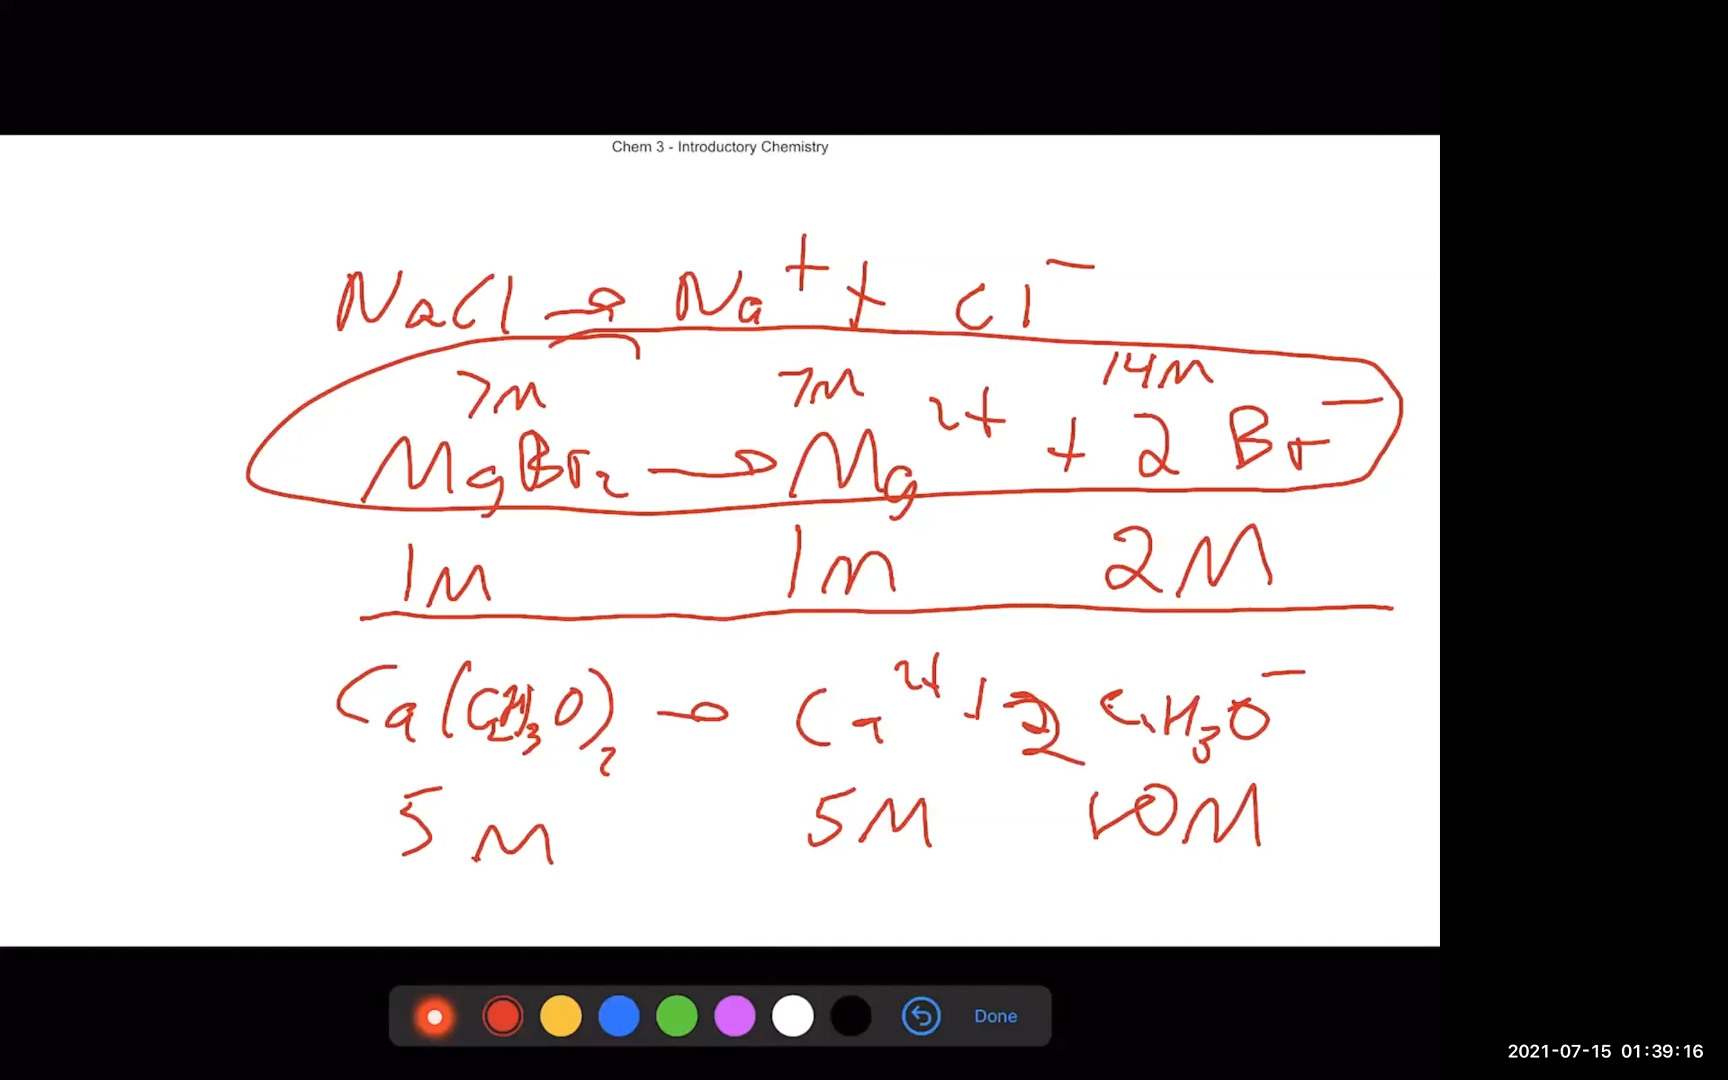 Chem 3 - Introductory Chemistry
NaCl → Na⁺ + Cl⁻
7M 7M 14M
MgBr₂ → Mg²⁺ + 2 Br⁻
1M 1M 2M
Ca(C₂H₃O)₂ → Ca²⁺ + 2 C₂H₃O⁻
5M 5M 10M
Done
2021-07-15 01:39:16